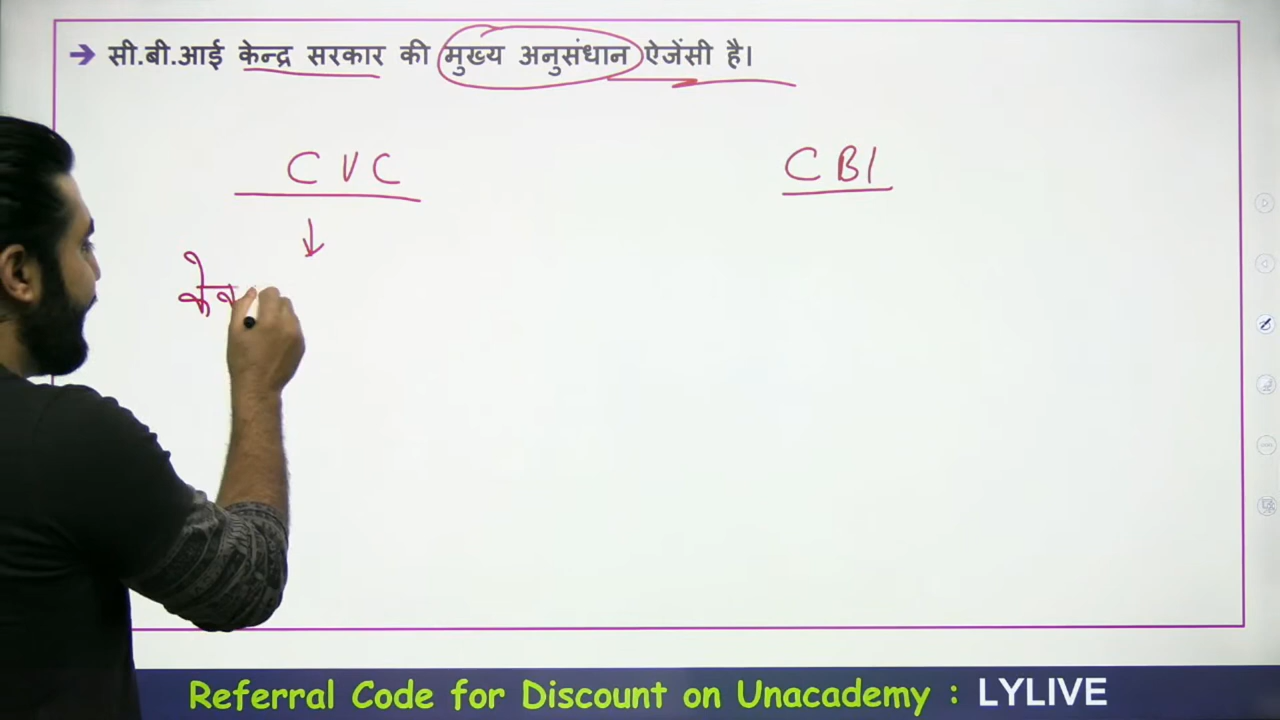 → सी.बी.आई केन्द्र सरकार की मुख्य अनुसंधान ऐजेंसी है।
CVC
CBI
Referral Code for Discount on Unacademy : LYLIVE